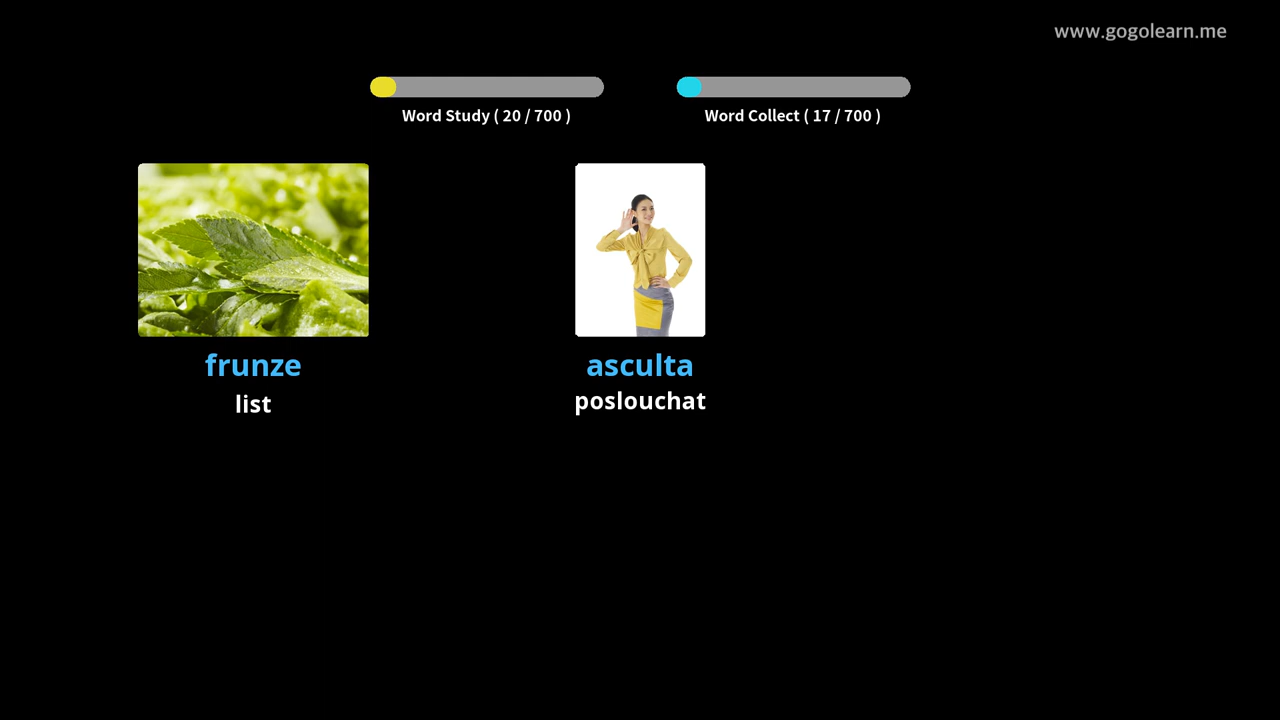 www.gogolearn.me
Word Study ( 20 / 700 )
Word Collect ( 17 / 700 )
frunze
list
asculta
poslouchat